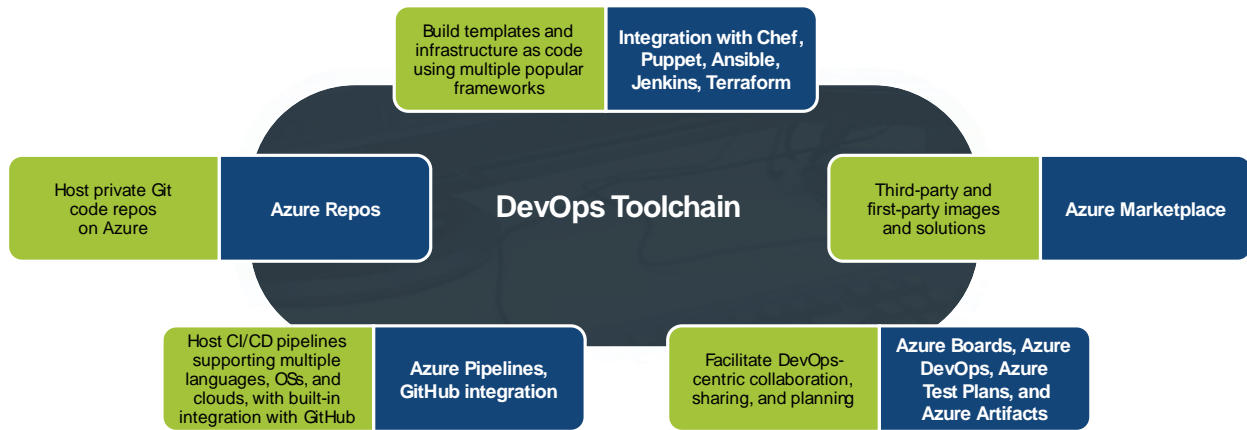 Build templates and
infrastructure as code
using multiple popular
frameworks
Integration with Chef,
Puppet, Ansible,
Jenkins, Terraform
Host private Git
code repos
on Azure
Azure Repos
DevOps Toolchain
Third-party and
first-party images
and solutions
Azure Marketplace
Host CI/CD pipelines
supporting multiple
languages, OSs, and
clouds, with built-in
integration with GitHub
Azure Pipelines,
GitHub integration
Facilitate DevOps-
centric collaboration,
sharing, and planning
Azure Boards, Azure
DevOps, Azure
Test Plans, and
Azure Artifacts